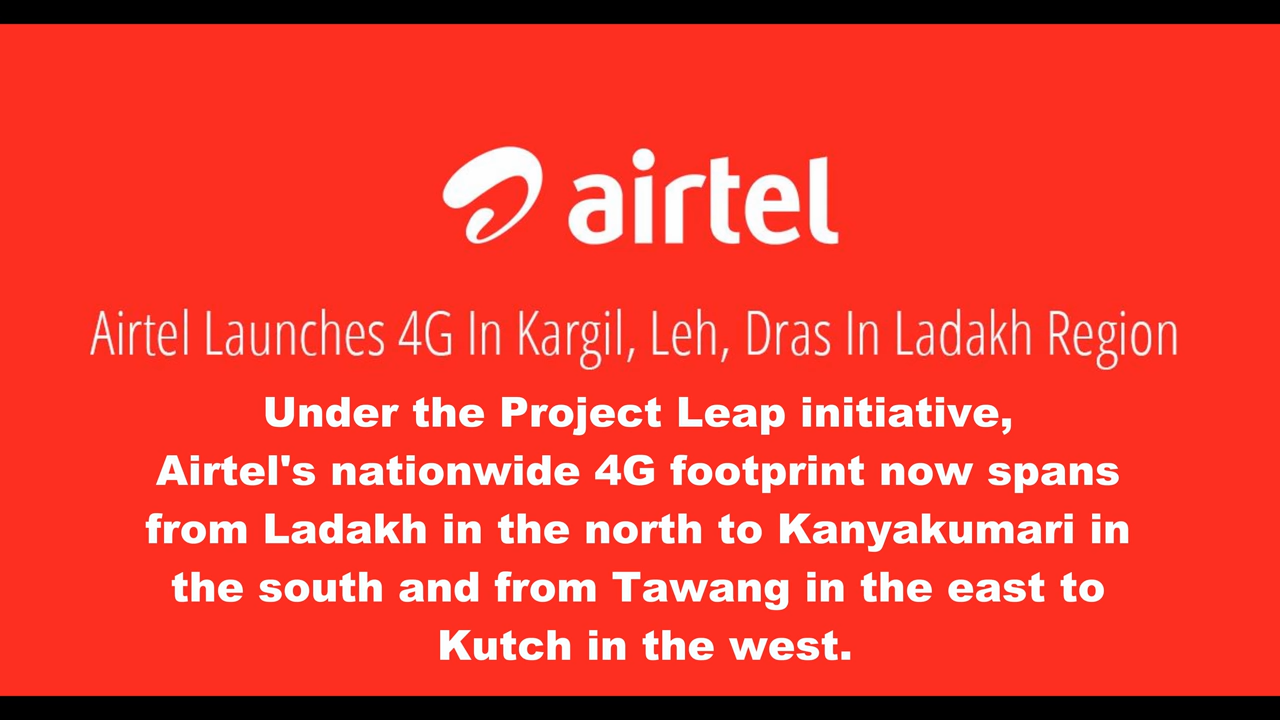 airtel
Airtel Launches 4G In Kargil, Leh, Dras In Ladakh Region
Under the Project Leap initiative,
Airtel's nationwide 4G footprint now spans
from Ladakh in the north to Kanyakumari in
the south and from Tawang in the east to
Kutch in the west.